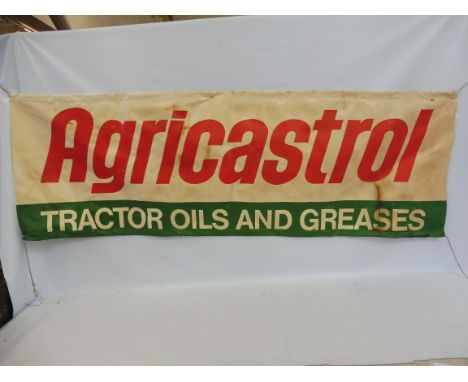 Agricastrol
TRACTOR OILS AND GREASES